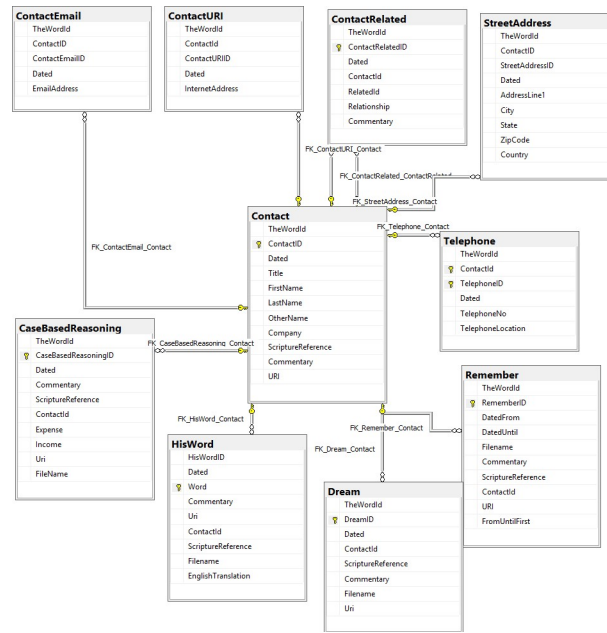 ContactEmail
TheWordId
ContactID
ContactEmailID
Dated
EmailAddress
ContactURI
TheWordId
ContactId
ContactURIID
Dated
InternetAddress
ContactRelated
TheWordId
ContactRelatedID
Dated
ContactId
RelatedId
Relationship
Commentary
StreetAddress
TheWordId
ContactID
StreetAddressID
Dated
AddressLine1
City
State
ZipCode
Country
FK_ContactURI_Contact
FK_ContactRelated_ContactRelated
FK_StreetAddress_Contact
FK_Telephone_Contact
FK_ContactEmail_Contact
Contact
TheWordId
ContactID
Dated
Title
FirstName
LastName
OtherName
Company
ScriptureReference
Commentary
URI
Telephone
TheWordId
ContactId
TelephoneID
Dated
TelephoneNo
TelephoneLocation
CaseBasedReasoning
TheWordId
CaseBasedReasoningID
Dated
Commentary
ScriptureReference
ContactId
Expense
Income
Uri
FileName
FK_CaseBasedReasoning_Contact
FK_HisWord_Contact
FK_Remember_Contact
FK_Dream_Contact
Remember
TheWordId
RememberID
DatedFrom
DatedUntil
Filename
Commentary
ScriptureReference
ContactId
URI
FromUntilFirst
HisWord
HisWordID
Dated
Word
Commentary
Uri
ContactId
ScriptureReference
Filename
EnglishTranslation
Dream
TheWordId
DreamID
Dated
ContactId
ScriptureReference
Commentary
Filename
Uri